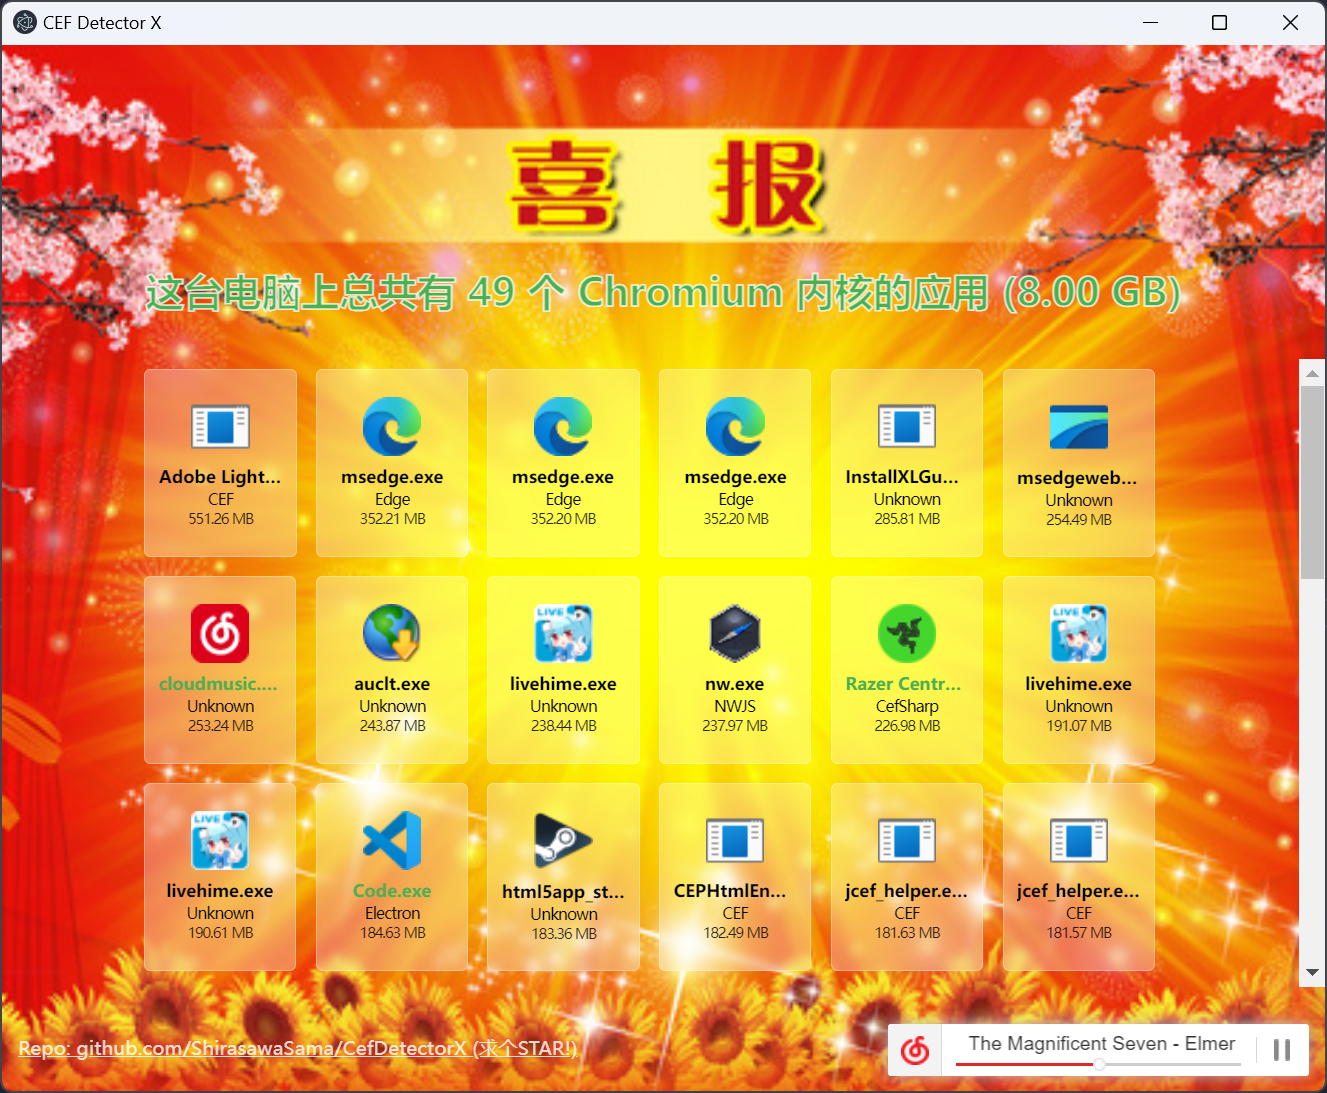 CEF Detector X
喜报
这台电脑上总共有 49 个 Chromium 内核的应用 (8.00 GB)
Adobe Light...
CEF
551.26 MB
msedge.exe
Edge
352.21 MB
msedge.exe
Edge
352.20 MB
msedge.exe
Edge
352.20 MB
InstallXLGu...
Unknown
285.81 MB
msedgeweb...
Unknown
254.49 MB
cloudmusic....
Unknown
253.24 MB
auclt.exe
Unknown
243.87 MB
LIVE
livehime.exe
Unknown
238.44 MB
nw.exe
NWJS
237.97 MB
Razer Centr...
CefSharp
226.98 MB
LIVE
livehime.exe
Unknown
191.07 MB
LIVE
livehime.exe
Unknown
190.61 MB
Code.exe
Electron
184.63 MB
html5app_st...
Unknown
183.36 MB
CEPHtmlEn...
CEF
182.49 MB
jcef_helper.e...
CEF
181.63 MB
jcef_helper.e...
CEF
181.57 MB
Repo: github.com/ShirasawaSama/CefDetectorX (求个STAR!)
The Magnificent Seven - Elmer